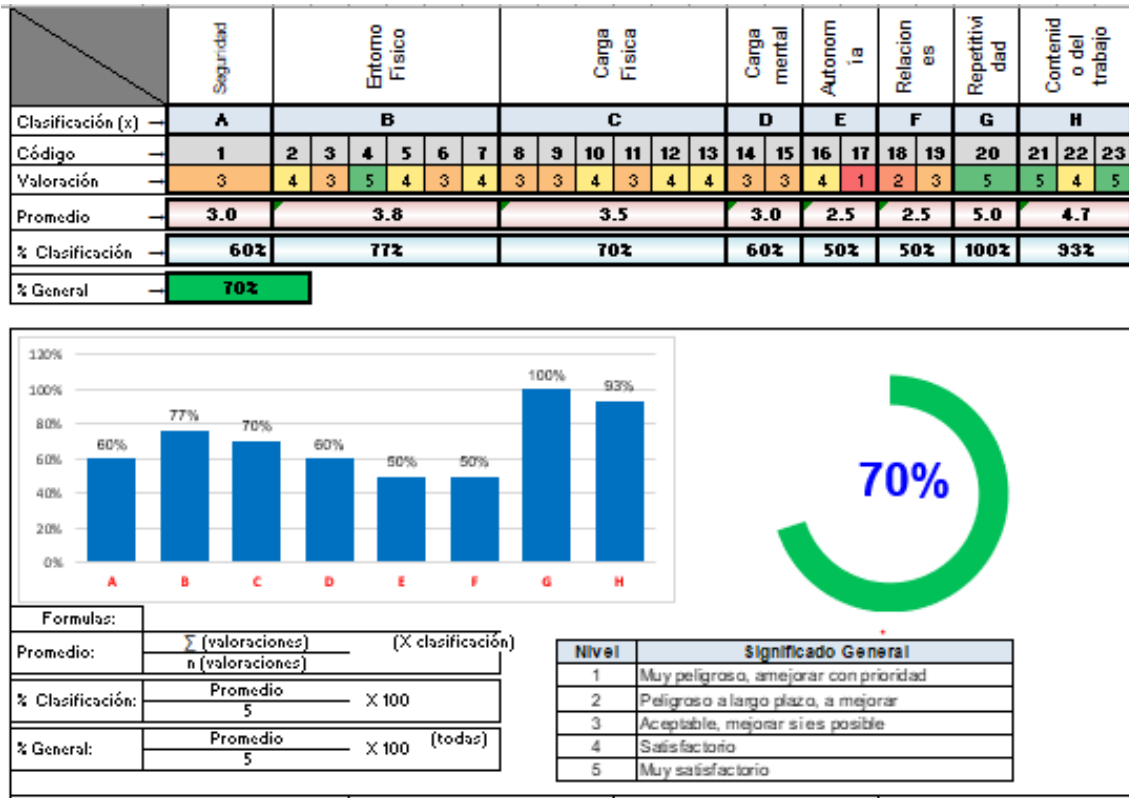 Seguridad
Entorno
Físico
Carga
Física
Carga
mental
Autonom
ía
Relacion
es
Repetitivi
dad
Contenid
o del
trabajo
Clasificación (x) → A B C D E F G H
Código → 1 2 3 4 5 6 7 8 9 10 11 12 13 14 15 16 17 18 19 20 21 22 23
Valoración → 3 4 3 5 4 3 4 3 3 4 3 4 4 3 3 4 1 2 3 5 5 4 5
Promedio → 3.0 3.8 3.5 3.0 2.5 2.5 5.0 4.7
% Clasificación → 60% 77% 70% 60% 50% 50% 100% 93%
% General → 70%
120%
100%
80%
60%
40%
20%
0%
60%
77%
70%
60%
50%
50%
100%
93%
A B C D E F G H
70%
Formulas:
Promedio: ∑ (valoraciones) (X clasificación)
n (valoraciones)
% Clasificación: Promedio X 100
5
% General: Promedio X 100 (todas)
5
Nivel Significado General
1 Muy peligroso, amejorar con prioridad
2 Peligroso a largo plazo, a mejorar
3 Aceptable, mejorar si es posible
4 Satisfactorio
5 Muy satisfactorio